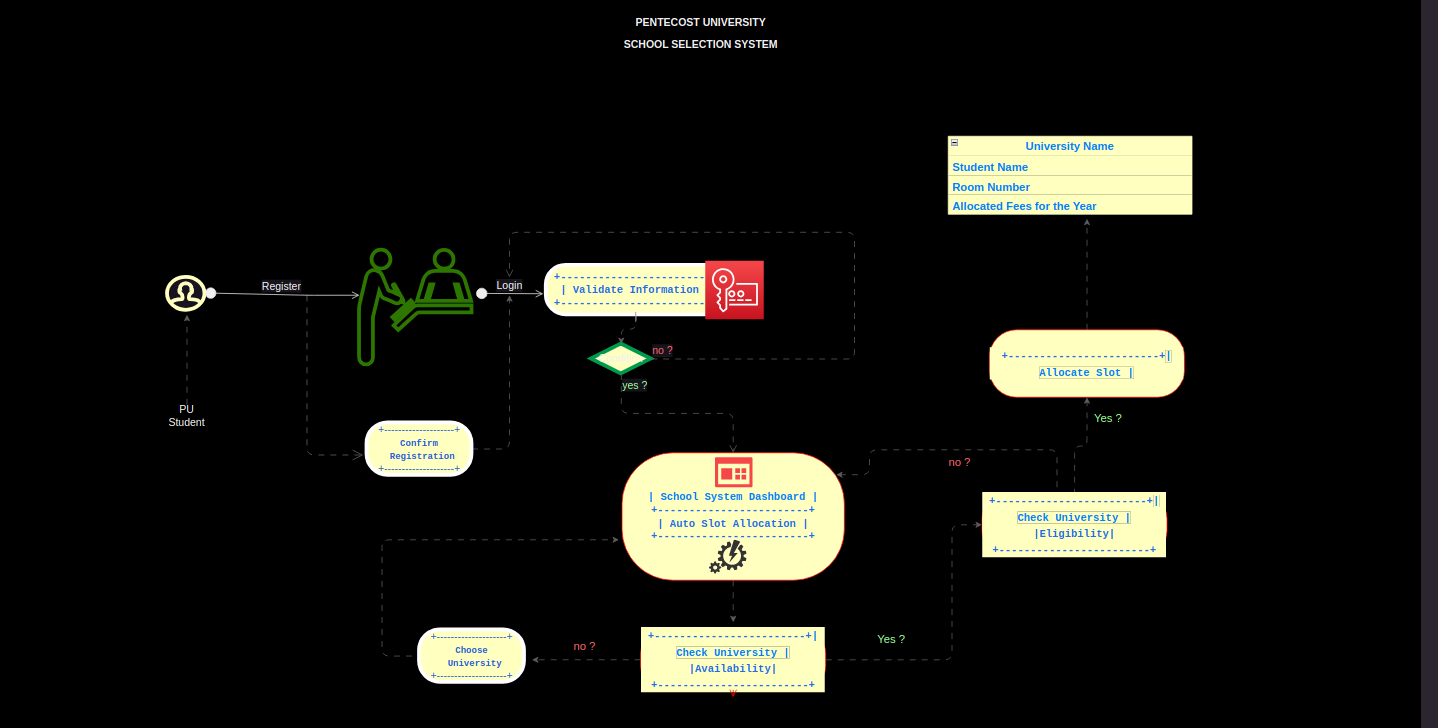 PENTECOST UNIVERSITY
SCHOOL SELECTION SYSTEM
University Name
Student Name
Room Number
Allocated Fees for the Year
Register
Login
+-----------------------
| Validate Information
+-----------------------
no ?
yes ?
PU
Student
+--------------------+
Confirm
Registration
+--------------------+
+------------------------+|
Allocate Slot |
Yes ?
no ?
| School System Dashboard |
+------------------------+
| Auto Slot Allocation |
+------------------------+
+------------------------+|
Check University |
|Eligibility|
+------------------------+
+--------------------+
Choose
University
+--------------------+
no ?
+------------------------+|
Check University |
|Availability|
+------------------------+
Yes ?